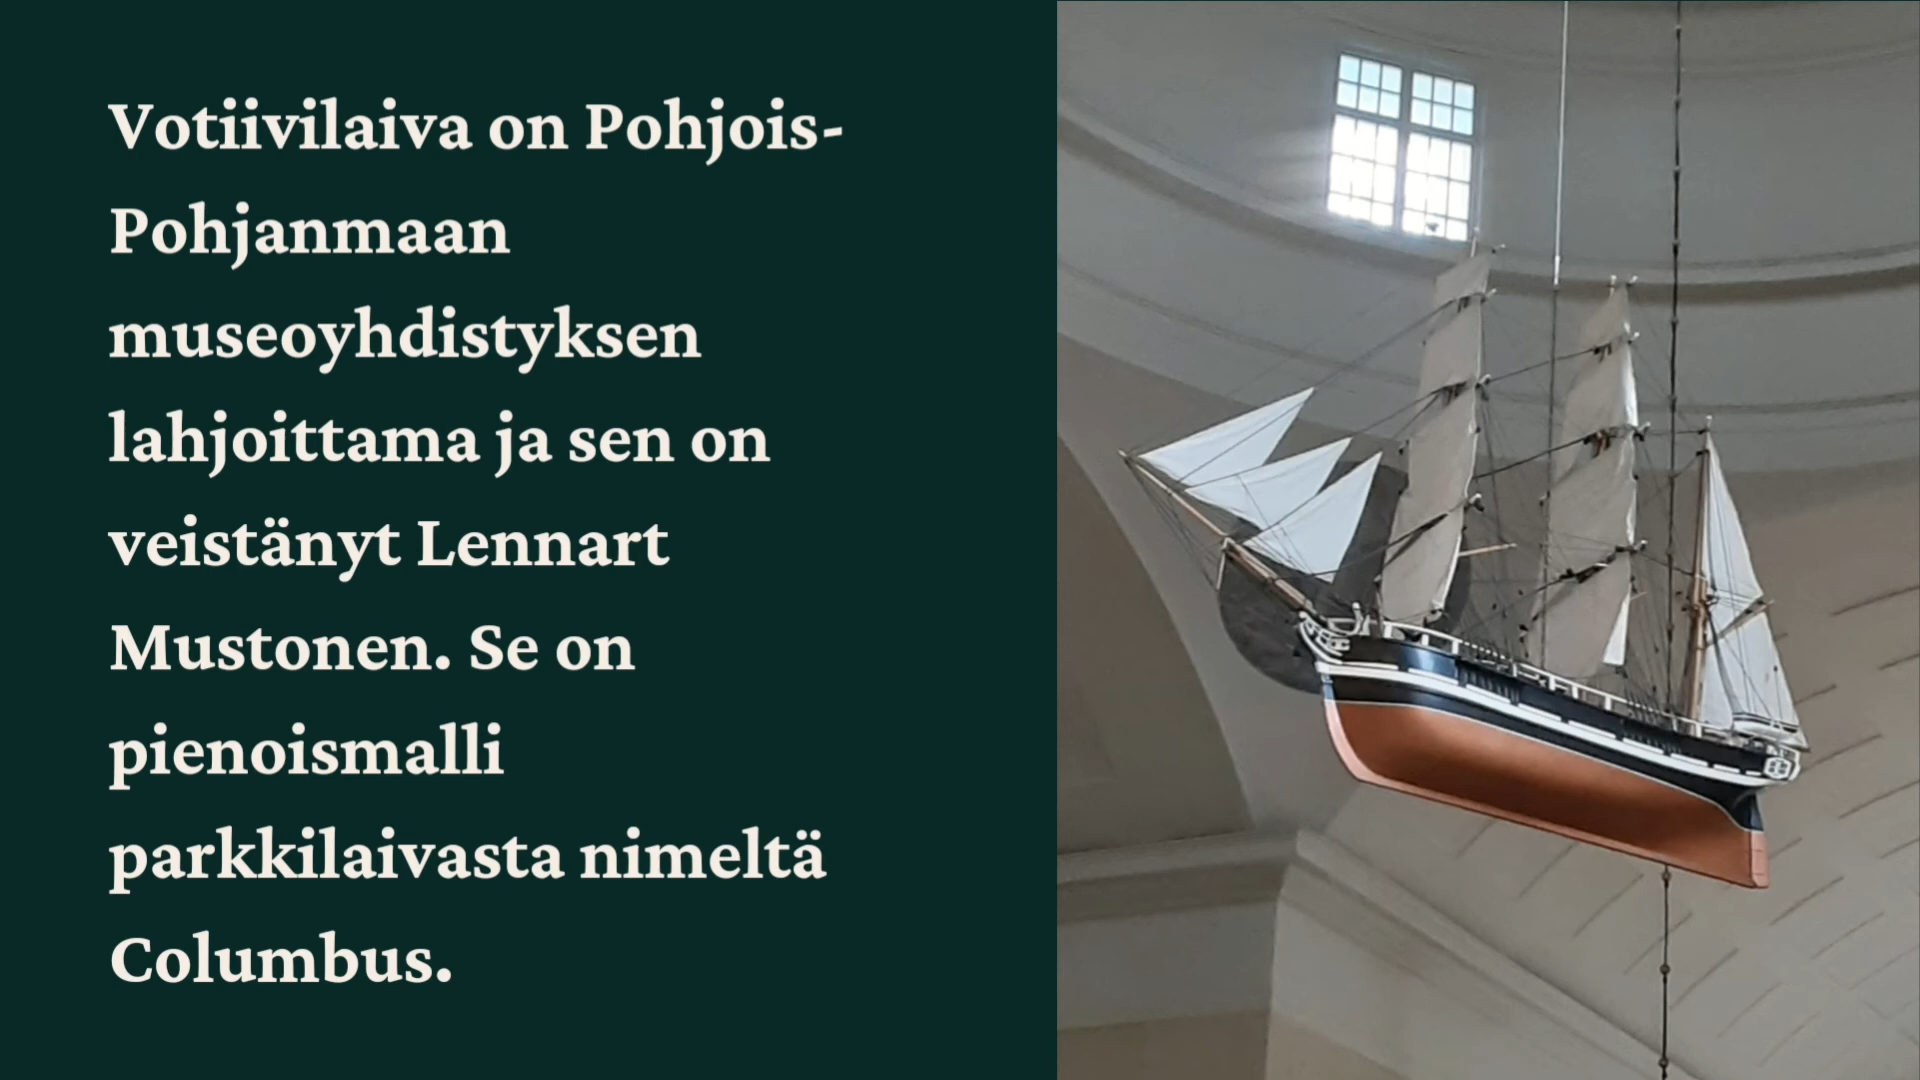 Votiivilaiva on Pohjois-
Pohjanmaan
museoyhdistyksen
lahjoittama ja sen on
veistänyt Lennart
Mustonen. Se on
pienoismalli
parkkilaivasta nimeltä
Columbus.